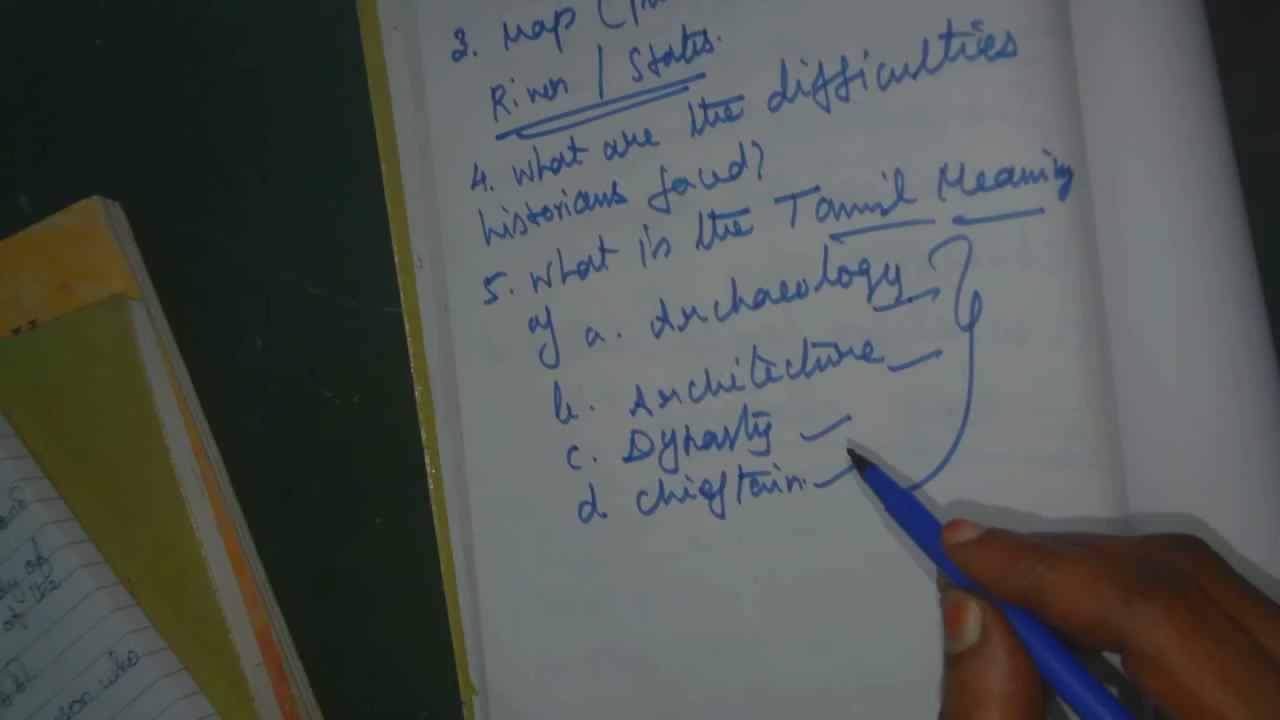 3. Map
River / States.
4. What are the difficulties
historians faced?
5. What is the Tamil Meaning
of a. Archaeology
b. Architecture
c. Dynasty
d. chieftain.